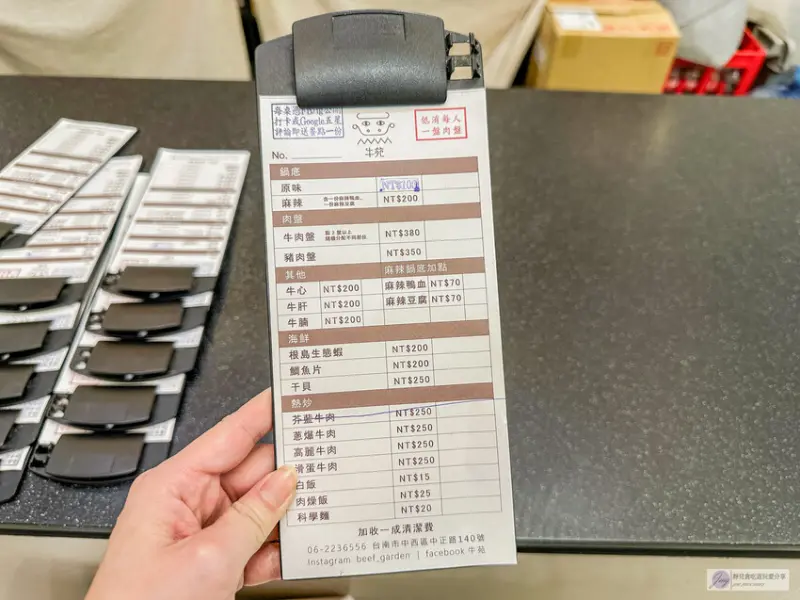 打卡或Google五星
評論即送菜點一份
低消每人
一盤肉盤
牛苑
No.
鍋底
原味 NT$100
麻辣 NT$200
肉盤
牛肉盤 NT$380
豬肉盤 NT$350
其他 麻辣鍋底加點
牛心 NT$200 麻辣鴨血 NT$70
牛肝 NT$200 麻辣豆腐 NT$70
牛腩 NT$200
海鮮
根島生態蝦 NT$200
鯛魚片 NT$200
干貝 NT$250
熱炒
芥藍牛肉 NT$250
蔥爆牛肉 NT$250
高麗牛肉 NT$250
滑蛋牛肉 NT$250
白飯 NT$15
肉燥飯 NT$25
科學麵 NT$20
加收一成清潔費
06-2236556 台南市中西區中正路140號
Instagram beef_garden | facebook 牛苑